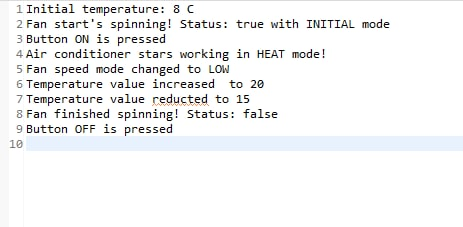 1 Initial temperature: 8 C
2 Fan start's spinning! Status: true with INITIAL mode
3 Button ON is pressed
4 Air conditioner stars working in HEAT mode!
5 Fan speed mode changed to LOW
6 Temperature value increased  to 20
7 Temperature value reducted to 15
8 Fan finished spinning! Status: false
9 Button OFF is pressed
10